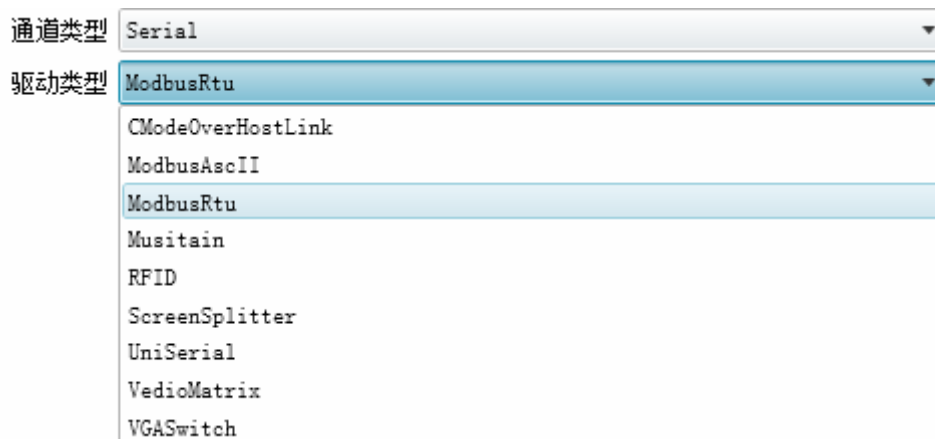 通道类型 Serial
驱动类型 ModbusRtu
CModeOverHostLink
ModbusAscII
ModbusRtu
Musitain
RFID
ScreenSplitter
UniSerial
VedioMatrix
VGASwitch